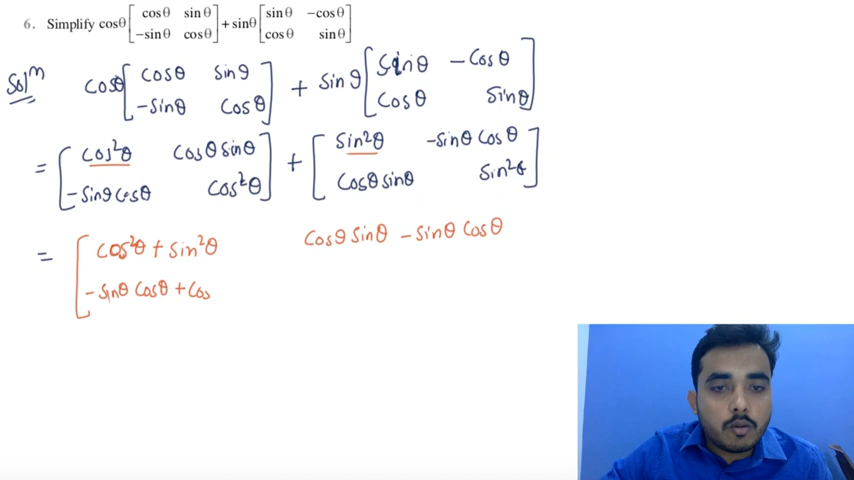 6. Simplify cosθ [ cosθ sinθ ; −sinθ cosθ ] + sinθ [ sinθ −cosθ ; cosθ sinθ ]
Solⁿ cosθ [ cosθ sinθ ; −sinθ cosθ ] + sinθ [ sinθ −cosθ ; cosθ sinθ ]
= [ cos²θ cosθ sinθ ; −sinθ cosθ cos²θ ] + [ sin²θ −sinθ cosθ ; cosθ sinθ sin²θ ]
= [ cos²θ + sin²θ cosθ sinθ − sinθ cosθ
−sinθ cosθ + cos